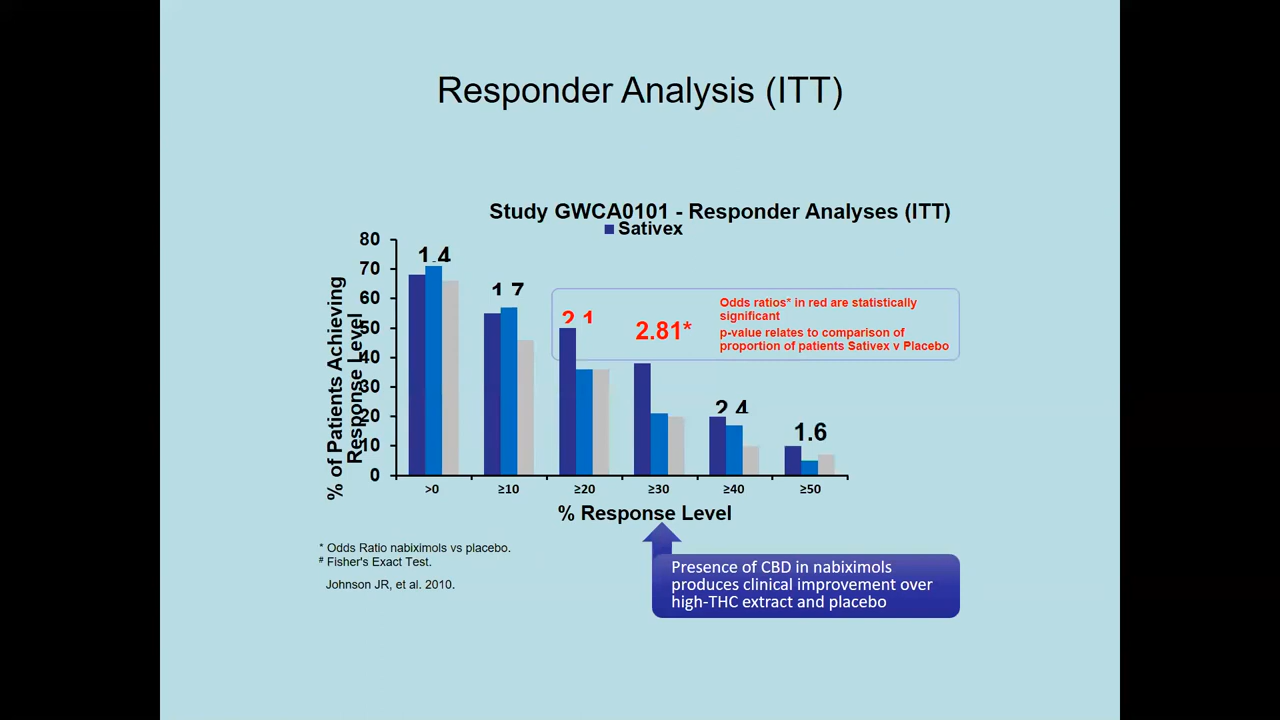 Responder Analysis (ITT)
Study GWCA0101 - Responder Analyses (ITT)
Sativex
80
70
60
50
40
30
20
10
0
% of Patients Achieving
Response Level
1.4
1.7
2.1
2.81*
2.4
1.6
Odds ratios* in red are statistically
significant
p-value relates to comparison of
proportion of patients Sativex v Placebo
>0
≥10
≥20
≥30
≥40
≥50
% Response Level
* Odds Ratio nabiximols vs placebo.
# Fisher's Exact Test.
Johnson JR, et al. 2010.
Presence of CBD in nabiximols
produces clinical improvement over
high-THC extract and placebo